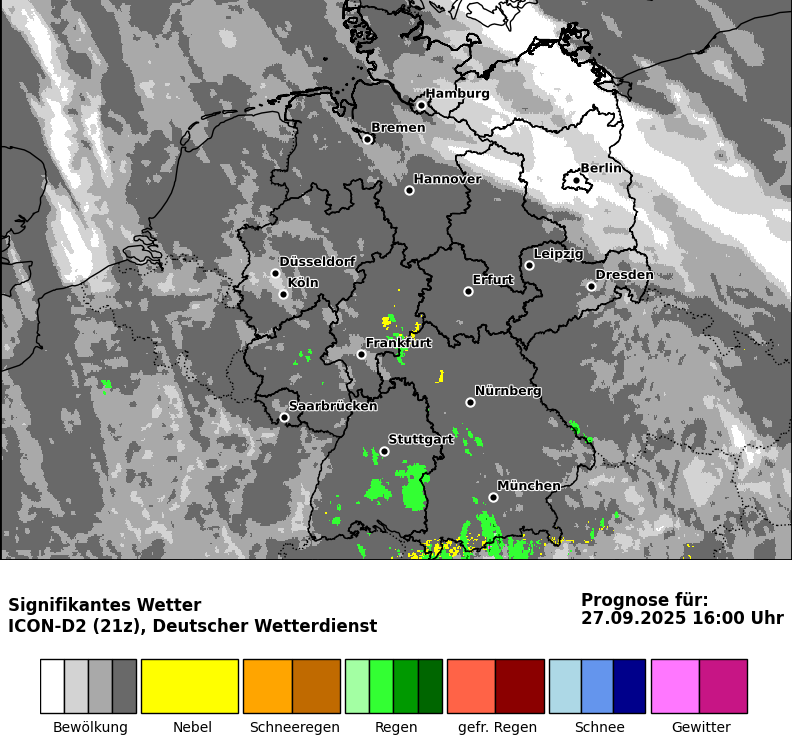 Hamburg
Bremen
Berlin
Hannover
Leipzig
Düsseldorf
Dresden
Köln
Erfurt
Frankfurt
Nürnberg
Saarbrücken
Stuttgart
München
Signifikantes Wetter
ICON-D2 (21z), Deutscher Wetterdienst
Prognose für:
27.09.2025 16:00 Uhr
Bewölkung Nebel Schneeregen Regen gefr. Regen Schnee Gewitter